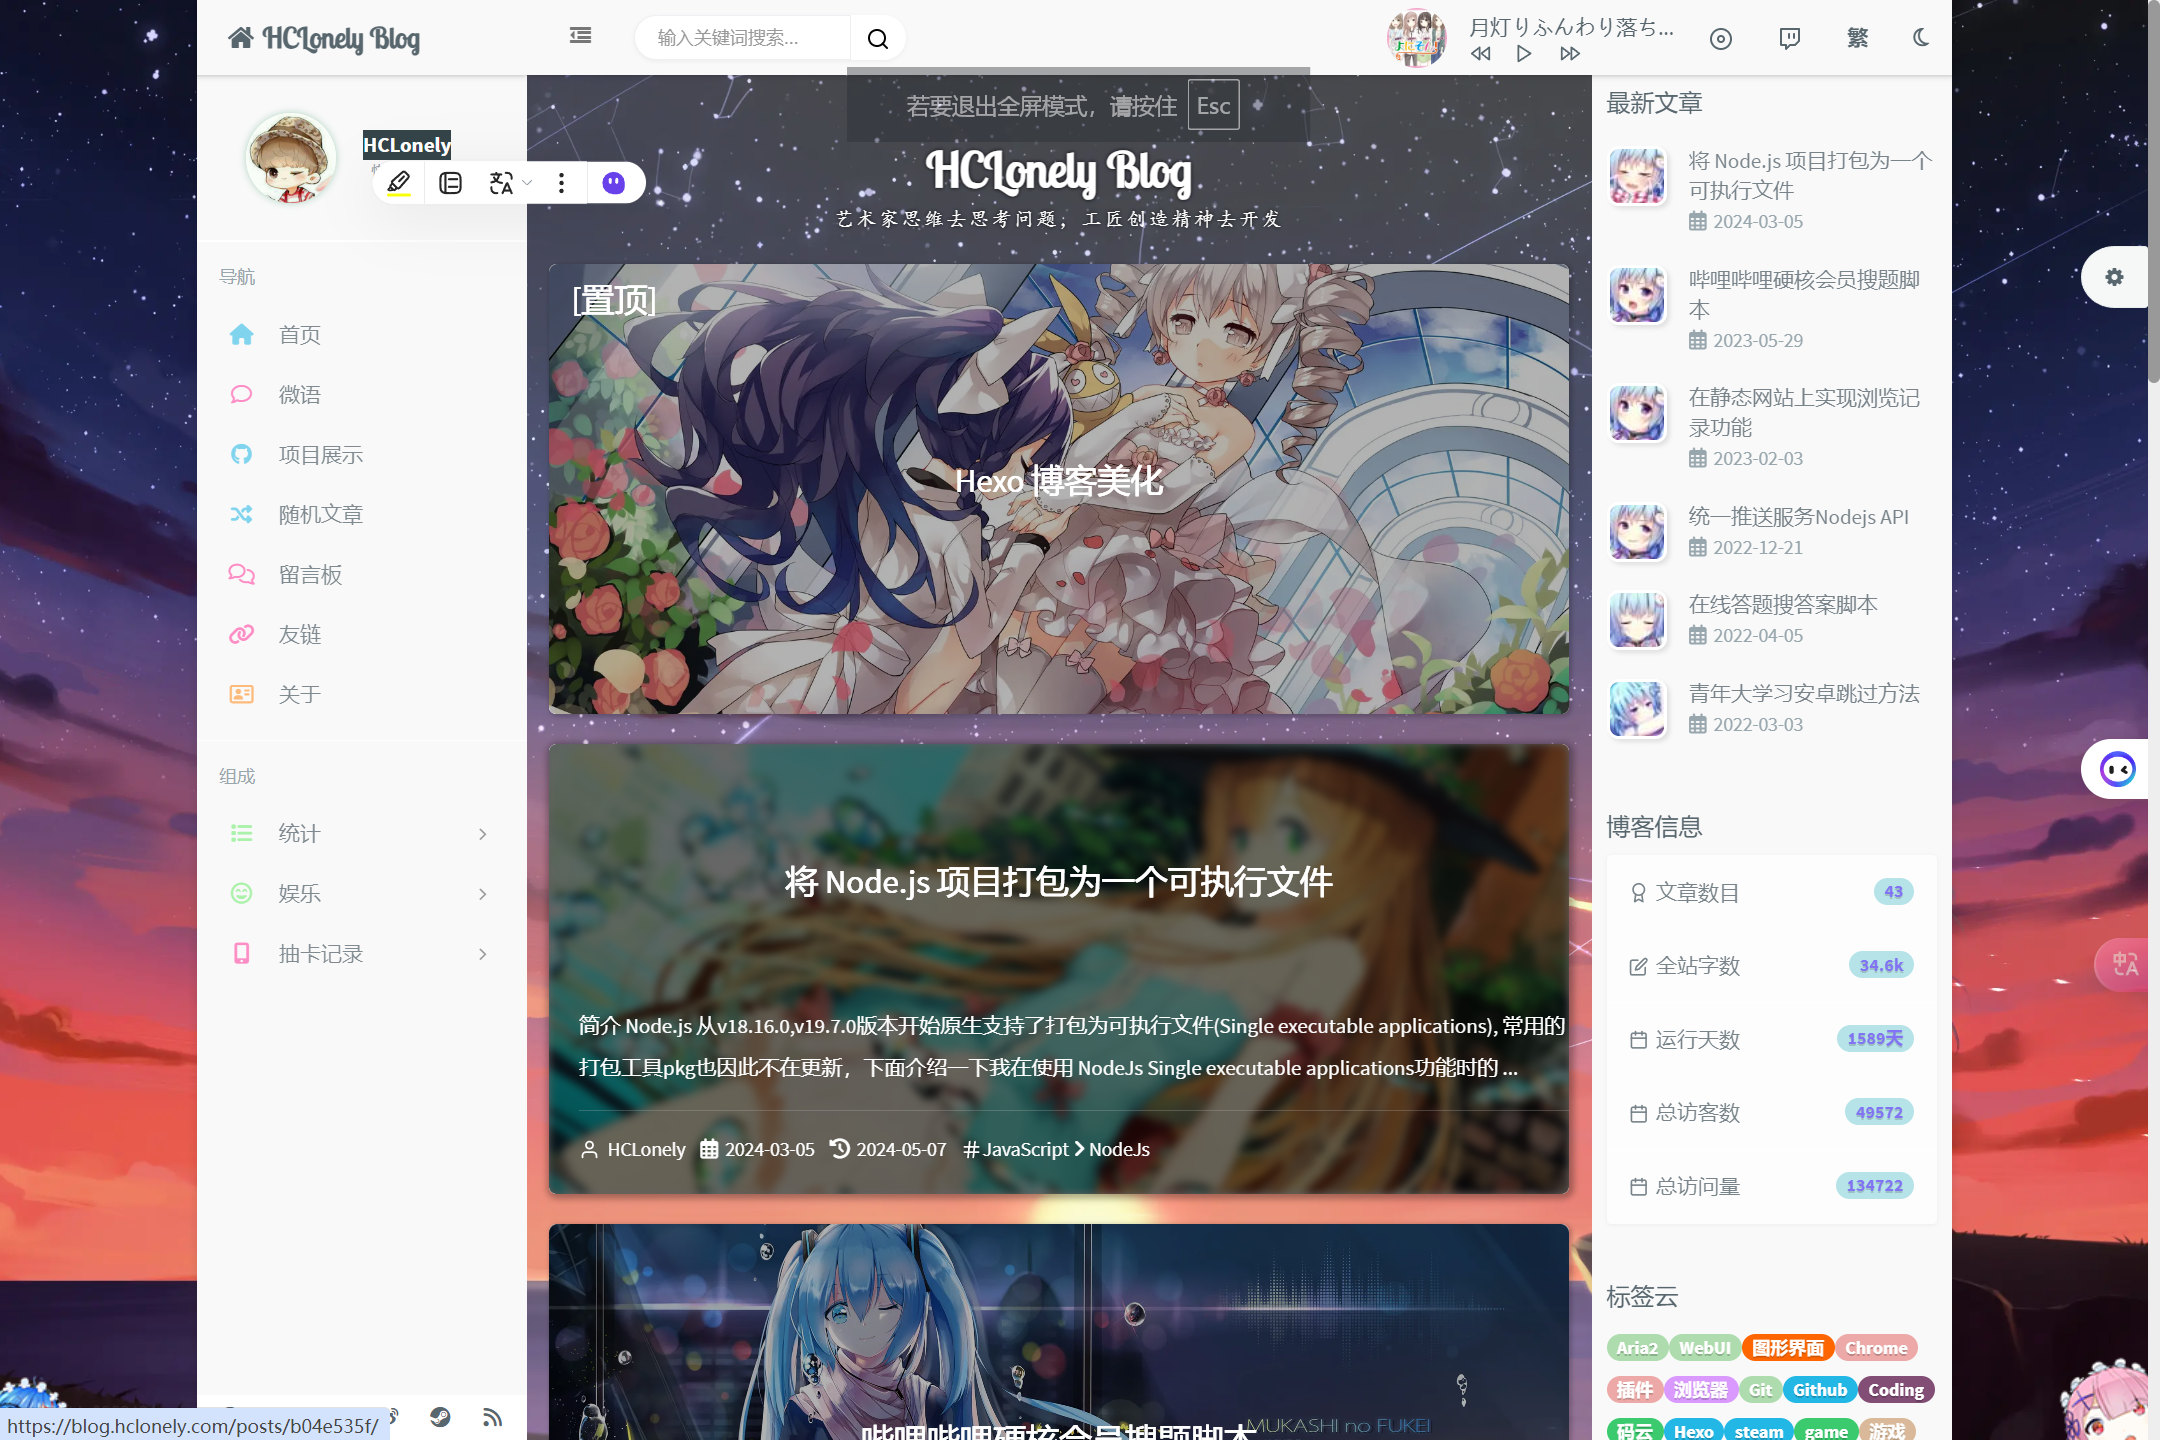 HCLonely Blog
输入关键词搜索...
月灯りふんわり落ち...
繁
若要退出全屏模式，请按住 Esc
HCLonely
导航
首页
微语
项目展示
随机文章
留言板
友链
关于
组成
统计
娱乐
抽卡记录
https://blog.hclonely.com/posts/b04e535f/
HCLonely Blog
艺术家思维去思考问题，工匠创造精神去开发
[置顶]
Hexo 博客美化
将 Node.js 项目打包为一个可执行文件
简介 Node.js 从v18.16.0,v19.7.0版本开始原生支持了打包为可执行文件(Single executable applications), 常用的
打包工具pkg也因此不在更新，下面介绍一下我在使用 NodeJs Single executable applications功能时的 ...
HCLonely 2024-03-05 2024-05-07 #JavaScript NodeJs
MUKASHI no FUKEI
哔哩哔哩硬核会员搜题脚本
最新文章
将 Node.js 项目打包为一个
可执行文件
2024-03-05
哔哩哔哩硬核会员搜题脚
本
2023-05-29
在静态网站上实现浏览记
录功能
2023-02-03
统一推送服务Nodejs API
2022-12-21
在线答题搜答案脚本
2022-04-05
青年大学习安卓跳过方法
2022-03-03
博客信息
文章数目 43
全站字数 34.6k
运行天数 1589天
总访客数 49572
总访问量 134722
标签云
Aria2 WebUI 图形界面 Chrome
插件 浏览器 Git Github Coding
码云 Hexo steam game 游戏